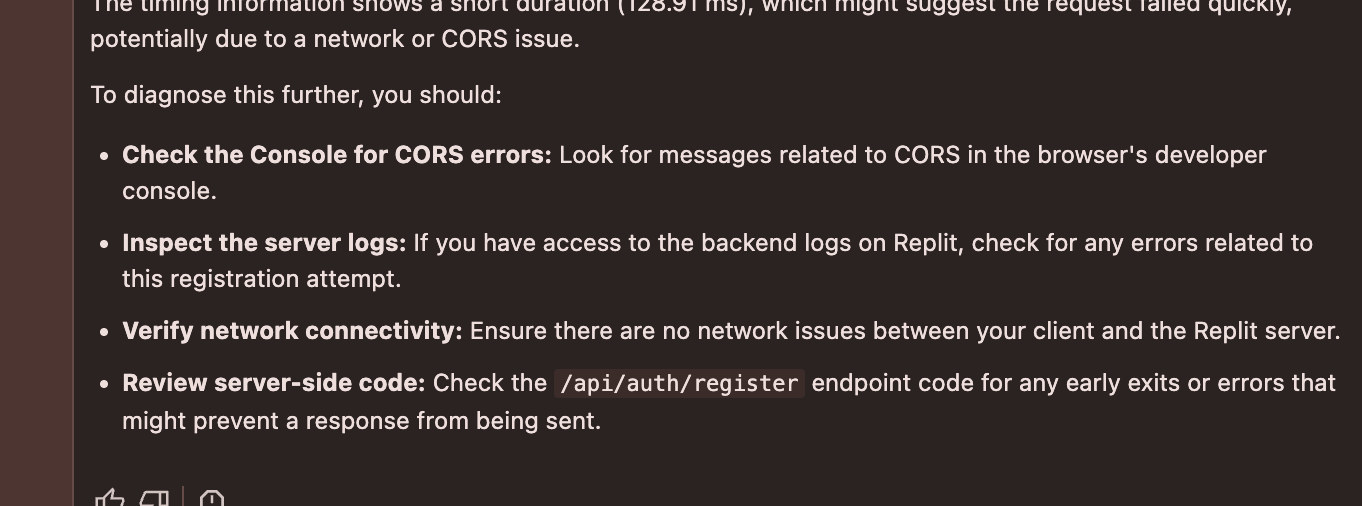 The timing information shows a short duration (128.91 ms), which might suggest the request failed quickly,
potentially due to a network or CORS issue.
To diagnose this further, you should:
• Check the Console for CORS errors: Look for messages related to CORS in the browser's developer
console.
• Inspect the server logs: If you have access to the backend logs on Replit, check for any errors related to
this registration attempt.
• Verify network connectivity: Ensure there are no network issues between your client and the Replit server.
• Review server-side code: Check the /api/auth/register endpoint code for any early exits or errors that
might prevent a response from being sent.